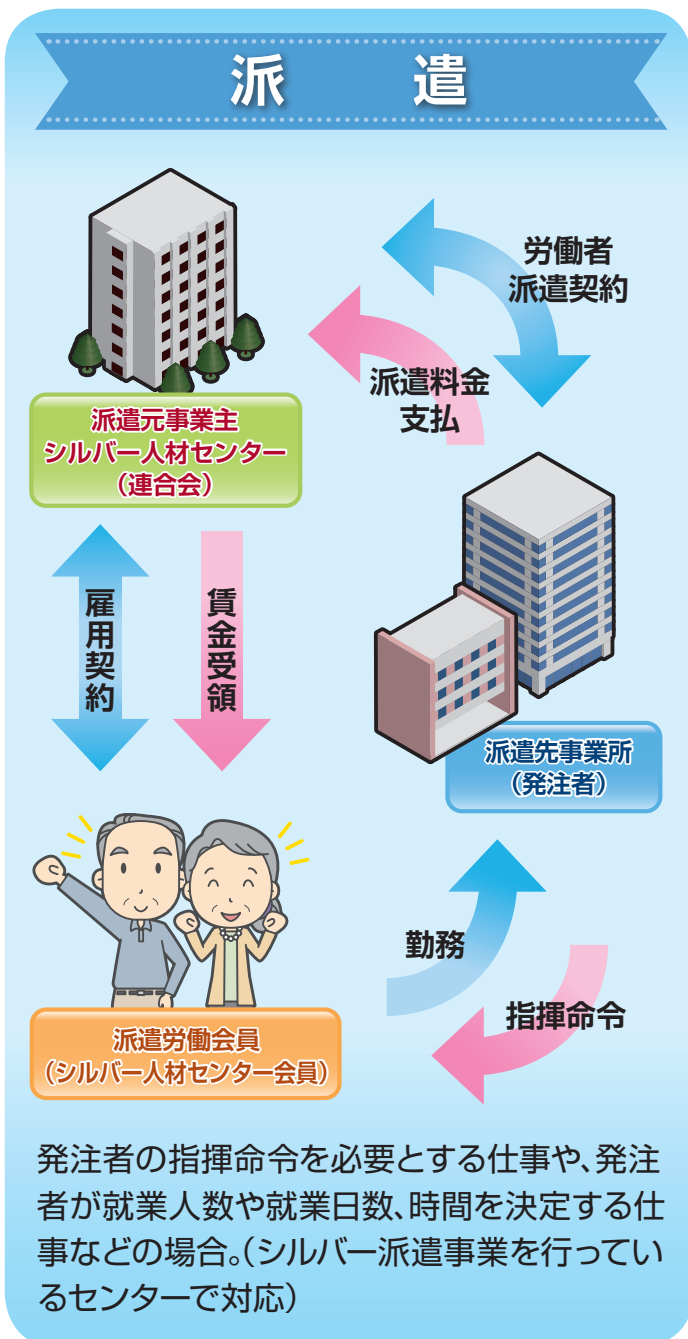 派　遣
労働者
派遣契約
派遣料金
支払
派遣元事業主
シルバー人材センター
（連合会）
雇用契約
賃金受領
派遣先事業所
（発注者）
勤務
指揮命令
派遣労働会員
（シルバー人材センター会員）
発注者の指揮命令を必要とする仕事や、発注
者が就業人数や就業日数、時間を決定する仕
事などの場合。（シルバー派遣事業を行ってい
るセンターで対応）